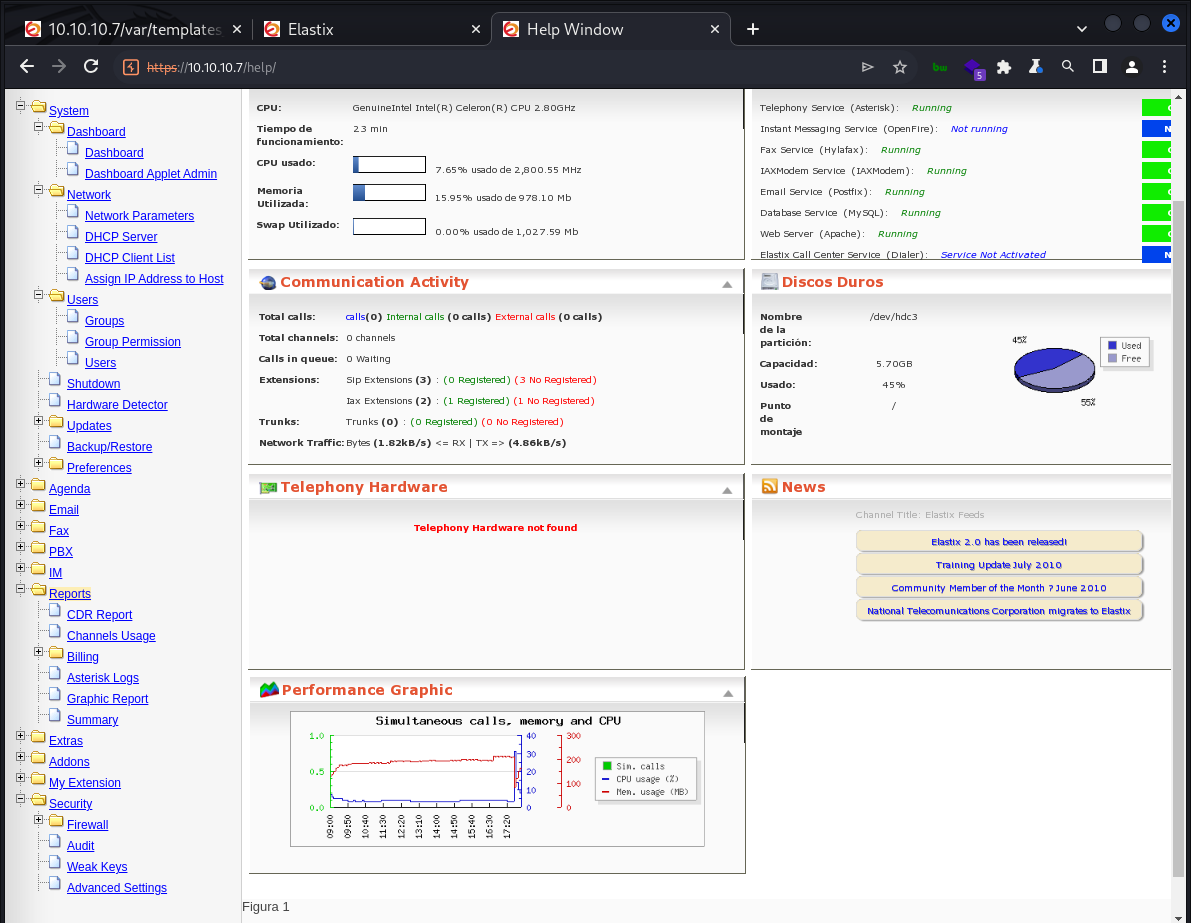 10.10.10.7/var/templates
Elastix
Help Window
https://10.10.10.7/help/
5
System
Dashboard
Dashboard
Dashboard Applet Admin
Network
Network Parameters
DHCP Server
DHCP Client List
Assign IP Address to Host
Users
Groups
Group Permission
Users
Shutdown
Hardware Detector
Updates
Backup/Restore
Preferences
Agenda
Email
Fax
PBX
IM
Reports
CDR Report
Channels Usage
Billing
Asterisk Logs
Graphic Report
Summary
Extras
Addons
My Extension
Security
Firewall
Audit
Weak Keys
Advanced Settings
CPU: GenuineIntel Intel(R) Celeron(R) CPU 2.80GHz
Tiempo de 23 min
funcionamiento:
CPU usado: 7.65% usado de 2,800.55 MHz
Memoria
Utilizada: 15.95% usado de 978.10 Mb
Swap Utilizado: 0.00% usado de 1,027.59 Mb
Telephony Service (Asterisk): Running
Instant Messaging Service (OpenFire): Not running
Fax Service (Hylafax): Running
IAXModem Service (IAXModem): Running
Email Service (Postfix): Running
Database Service (MySQL): Running
Web Server (Apache): Running
Elastix Call Center Service (Dialer): Service Not Activated
Communication Activity
Total calls: calls(0) Internal calls (0 calls) External calls (0 calls)
Total channels: 0 channels
Calls in queue: 0 Waiting
Extensions: Sip Extensions (3) : (0 Registered) (3 No Registered)
Iax Extensions (2) : (1 Registered) (1 No Registered)
Trunks: Trunks (0) : (0 Registered) (0 No Registered)
Network Traffic: Bytes (1.82kB/s) <= RX | TX => (4.86kB/s)
Discos Duros
Nombre /dev/hdc3
de la
partición:
Capacidad: 5.70GB
Usado: 45%
Punto /
de
montaje
45%
55%
Used
Free
Telephony Hardware
Telephony Hardware not found
News
Channel Title: Elastix Feeds
Elastix 2.0 has been released!
Training Update July 2010
Community Member of the Month ? June 2010
National Telecomunications Corporation migrates to Elastix
Performance Graphic
Simultaneous calls, memory and CPU
1.0
0.5
0.0
40
30
20
10
0
300
200
100
0
09:00 09:50 10:40 11:30 12:20 13:10 14:00 14:50 15:40 16:30 17:20
Sim. calls
CPU usage (%)
Mem. usage (MB)
Figura 1